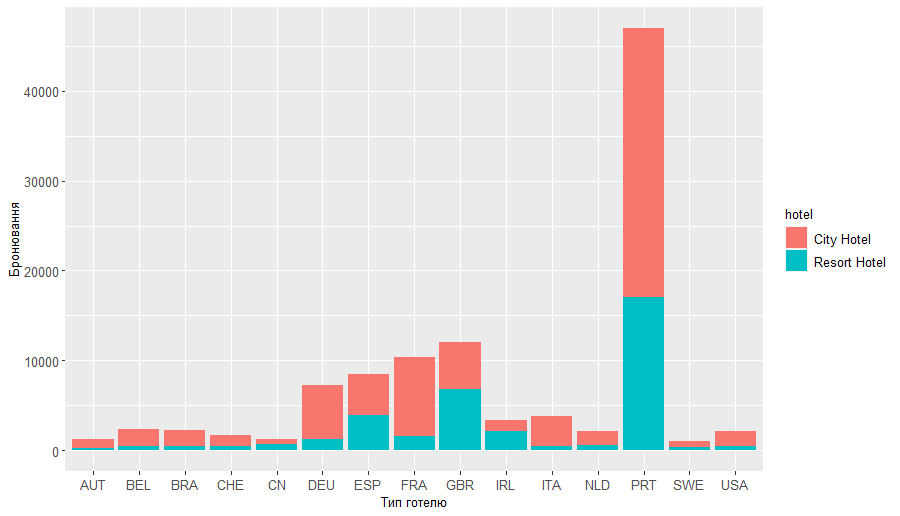 Бронювання
40000
30000
20000
10000
0
AUT BEL BRA CHE CN DEU ESP FRA GBR IRL ITA NLD PRT SWE USA
Тип готелю
hotel
City Hotel
Resort Hotel